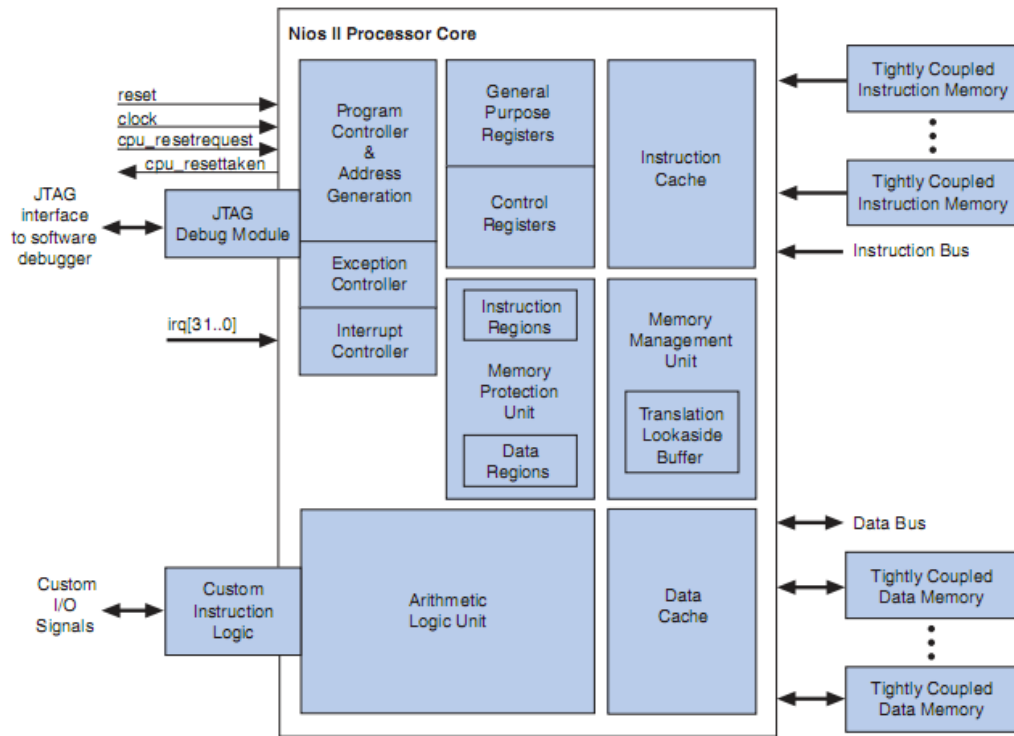 Nios II Processor Core
reset
clock
cpu_resetrequest
cpu_resettaken
JTAG
interface
to software
debugger
JTAG
Debug Module
irq[31..0]
Program
Controller
&
Address
Generation
Exception
Controller
Interrupt
Controller
General
Purpose
Registers
Control
Registers
Instruction
Cache
Instruction
Regions
Memory
Protection
Unit
Data
Regions
Memory
Management
Unit
Translation
Lookaside
Buffer
Custom
I/O
Signals
Custom
Instruction
Logic
Arithmetic
Logic Unit
Data
Cache
Tightly Coupled
Instruction Memory
Tightly Coupled
Instruction Memory
Instruction Bus
Data Bus
Tightly Coupled
Data Memory
Tightly Coupled
Data Memory